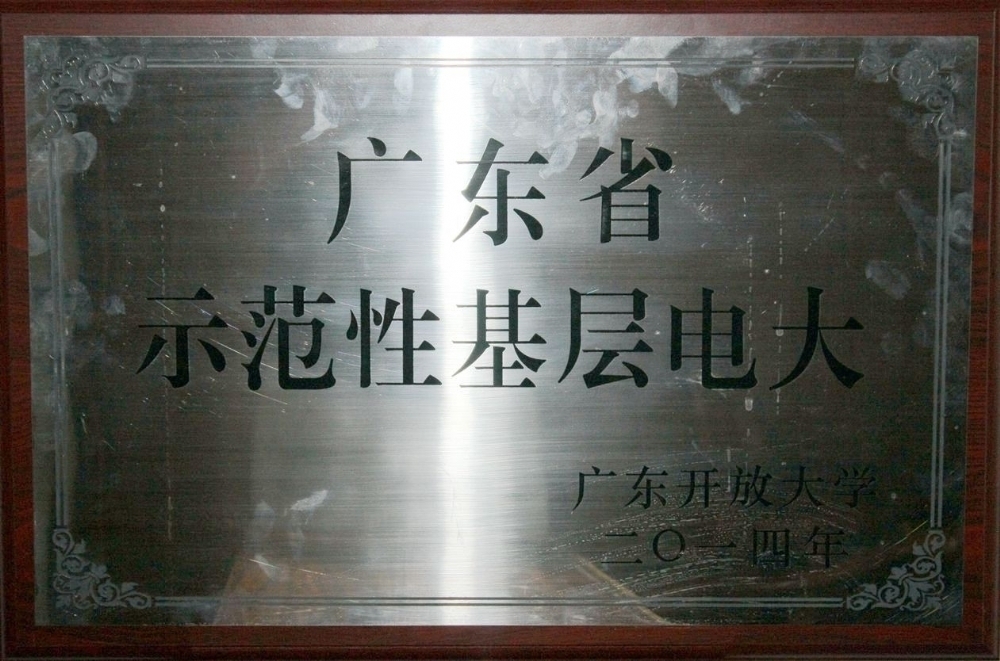 广东省
示范性基层电大
广东开放大学
二〇一四年